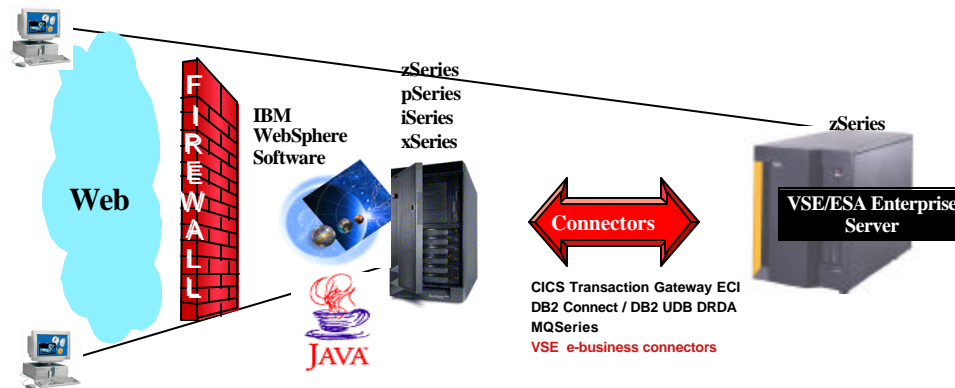 Web
FIREWALL
IBM
WebSphere
Software
zSeries
pSeries
iSeries
xSeries
JAVA
Connectors
CICS Transaction Gateway ECI
DB2 Connect / DB2 UDB DRDA
MQSeries
VSE e-business connectors
zSeries
VSE/ESA Enterprise
Server